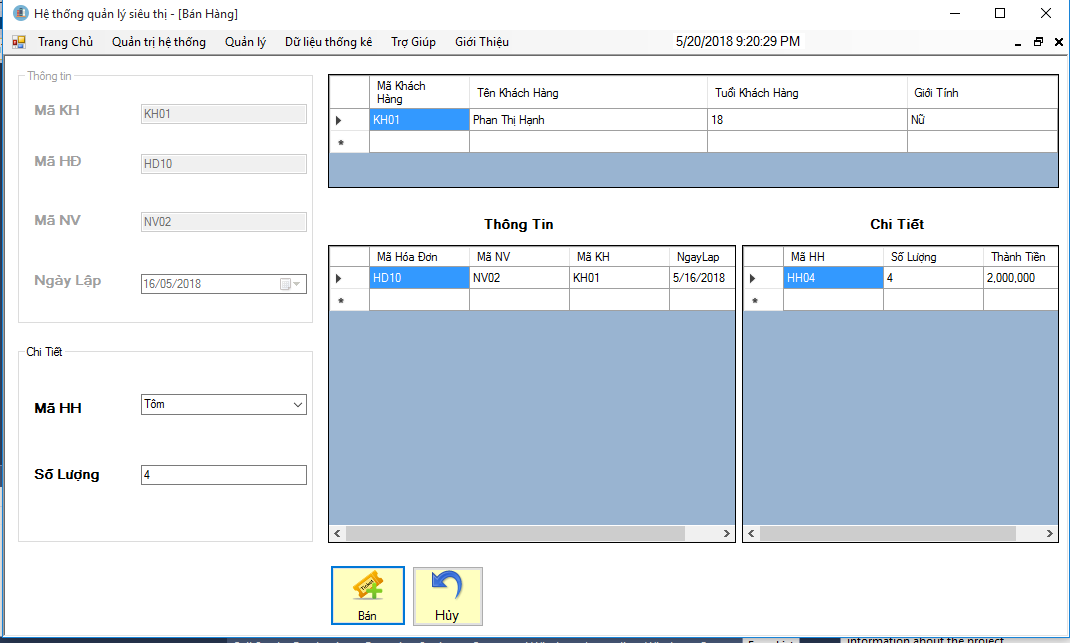 Hệ thống quản lý siêu thị - [Bán Hàng]
Trang Chủ Quản trị hệ thống Quản lý Dữ liệu thống kê Trợ Giúp Giới Thiệu 5/20/2018 9:20:29 PM
Thông tin
Mã KH KH01
Mã HĐ HD10
Mã NV NV02
Ngày Lập 16/05/2018
Chi Tiết
Mã HH Tôm
Số Lượng 4
Mã Khách Hàng Tên Khách Hàng Tuổi Khách Hàng Giới Tính
KH01 Phan Thị Hạnh 18 Nữ
Thông Tin
Mã Hóa Đơn Mã NV Mã KH NgayLap
HD10 NV02 KH01 5/16/2018
Chi Tiết
Mã HH Số Lượng Thành Tiền
HH04 4 2,000,000
Bán
Hủy
information about the project